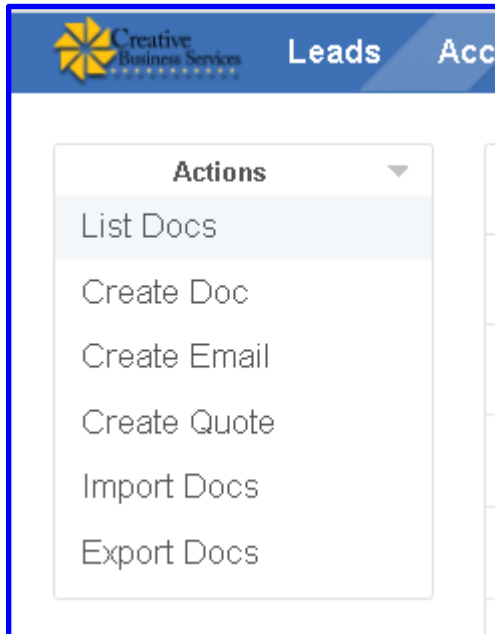 Creative
Business Services
Leads Acc
Actions
List Docs
Create Doc
Create Email
Create Quote
Import Docs
Export Docs